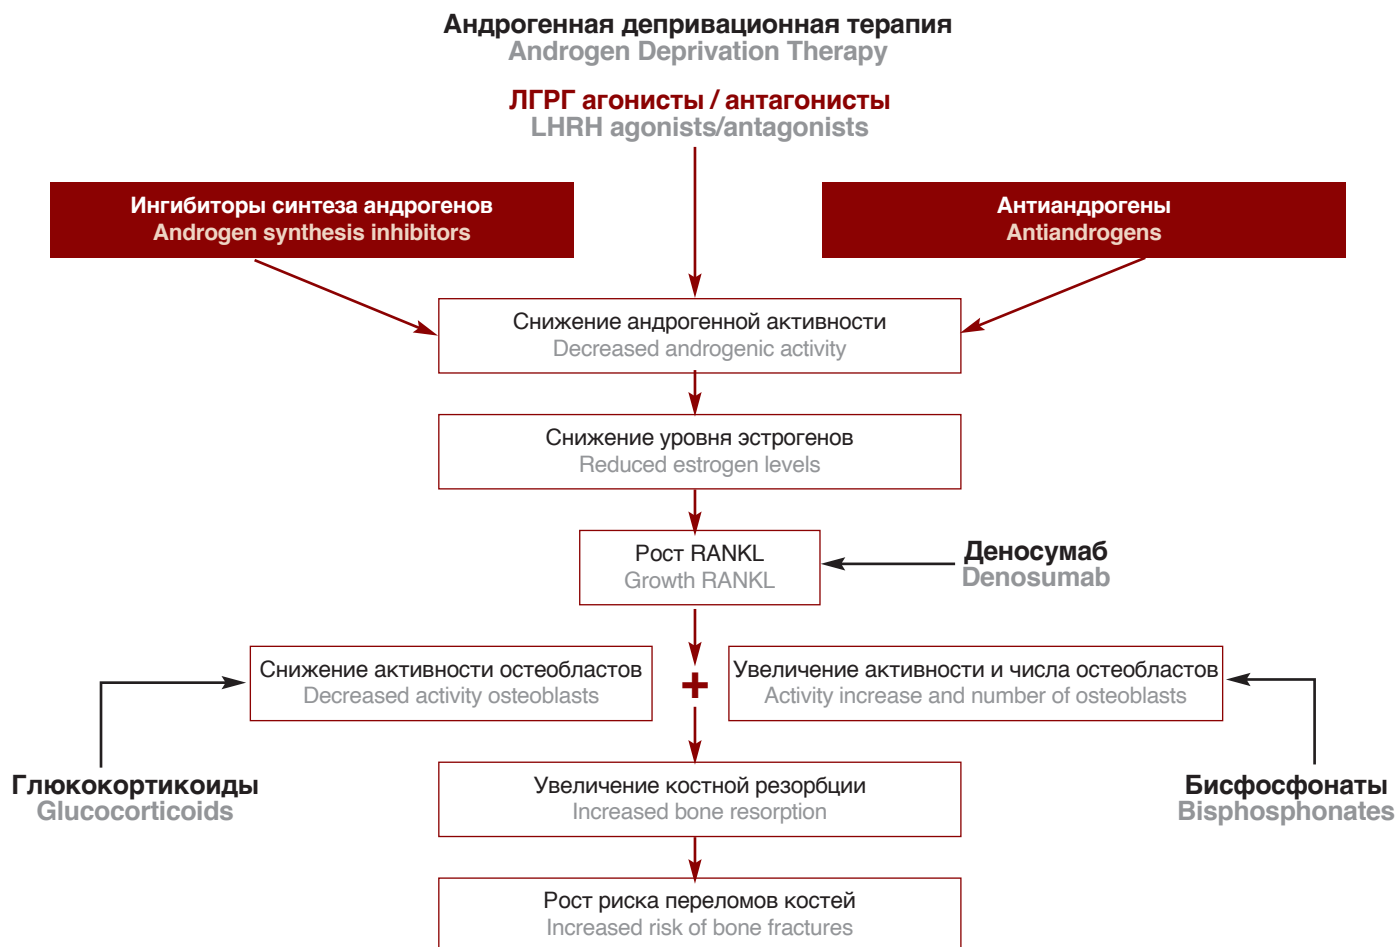 Андрогенная депривационная терапия
Androgen Deprivation Therapy
ЛГРГ агонисты / антагонисты
LHRH agonists/antagonists
Ингибиторы синтеза андрогенов
Androgen synthesis inhibitors
Антиандрогены
Antiandrogens
Снижение андрогенной активности
Decreased androgenic activity
Снижение уровня эстрогенов
Reduced estrogen levels
Рост RANKL
Growth RANKL
Деносумаб
Denosumab
Снижение активности остеобластов
Decreased activity osteoblasts
+
Увеличение активности и числа остеобластов
Activity increase and number of osteoblasts
Глюкокортикоиды
Glucocorticoids
Увеличение костной резорбции
Increased bone resorption
Бисфосфонаты
Bisphosphonates
Рост риска переломов костей
Increased risk of bone fractures